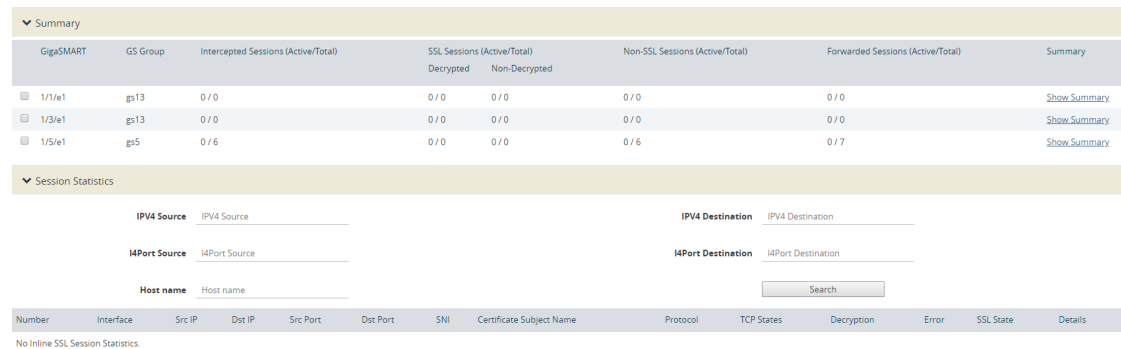 Summary
GigaSMART GS Group Intercepted Sessions (Active/Total) SSL Sessions (Active/Total) Non-SSL Sessions (Active/Total) Forwarded Sessions (Active/Total) Summary
Decrypted Non-Decrypted
1/1/e1 gs13 0 / 0 0 / 0 0 / 0 0 / 0 0 / 0 Show Summary
1/3/e1 gs13 0 / 0 0 / 0 0 / 0 0 / 0 0 / 0 Show Summary
1/5/e1 gs5 0 / 6 0 / 0 0 / 0 0 / 6 0 / 7 Show Summary
Session Statistics
IPV4 Source IPV4 Source IPV4 Destination IPV4 Destination
l4Port Source l4Port Source l4Port Destination l4Port Destination
Host name Host name Search
Number Interface Src IP Dst IP Src Port Dst Port SNI Certificate Subject Name Protocol TCP States Decryption Error SSL State Details
No Inline SSL Session Statistics.